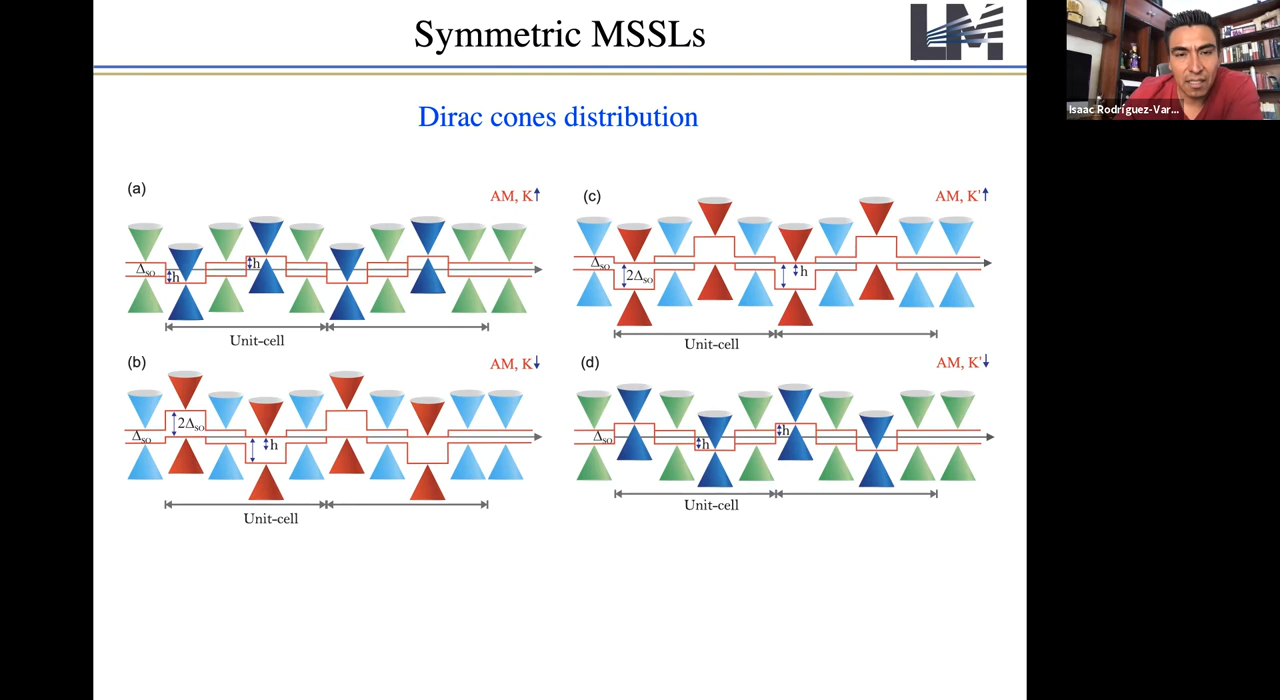 Symmetric MSSLs
LM
Isaac Rodríguez-Var...
Dirac cones distribution
(a)
AM, K↑
Δso
h
h
Unit-cell
(c)
AM, K'↑
Δso
2Δso
h
Unit-cell
(b)
AM, K↓
2Δso
Δso
h
Unit-cell
(d)
AM, K'↓
Δso
h
h
Unit-cell